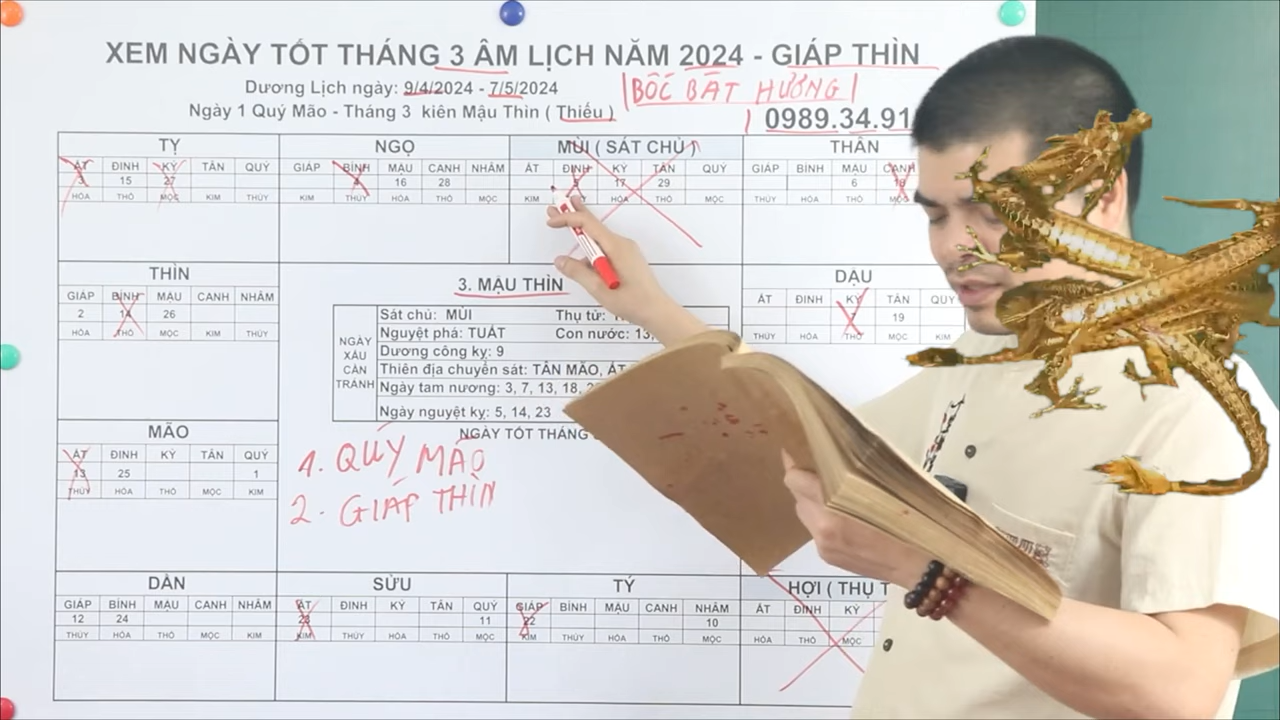 XEM NGÀY TỐT THÁNG 3 ÂM LỊCH NĂM 2024 - GIÁP THÌN
Dương Lịch ngày: 9/4/2024 - 7/5/2024
BỐC BÁT HƯƠNG
Ngày 1 Quý Mão - Tháng 3 kiên Mậu Thìn ( Thiếu )
0989.34.91
TỴ
ẤT ĐINH KỶ TÂN QUÝ
3 15 27
HỎA THỔ MỘC KIM THỦY
NGỌ
GIÁP BÍNH MẬU CANH NHÂM
16 28
KIM THỦY HỎA THỔ MỘC
MÙI ( SÁT CHỦ )
ẤT ĐINH KỶ TÂN QUÝ
17 29
KIM HỎA THỔ MỘC
THÂN
GIÁP BÍNH MẬU CANH
6 18
THỦY THỔ HỎA MỘC
THÌN
GIÁP BÍNH MẬU CANH NHÂM
2 14 26
HỎA THỔ MỘC KIM THỦY
3. MẬU THÌN
NGÀY XẤU CẦN TRÁNH
Sát chủ: MÙI Thụ tử:
Nguyệt phá: TUẤT Con nước: 13,
Dương công kỵ: 9
Thiên địa chuyển sát: TÂN MÃO, ẤT
Ngày tam nương: 3, 7, 13, 18,
Ngày nguyệt kỵ: 5, 14, 23
NGÀY TỐT THÁNG
1. QUÝ MÃO
2. GIÁP THÌN
DẬU
ẤT ĐINH KỶ TÂN QUÝ
7 19
THỦY HỎA THỔ MỘC KIM
MÃO
ẤT ĐINH KỶ TÂN QUÝ
13 25 1
THỦY HỎA THỔ MỘC KIM
DẦN
GIÁP BÍNH MẬU CANH NHÂM
12 24
THỦY HỎA THỔ MỘC KIM
SỬU
ẤT ĐINH KỶ TÂN QUÝ
23 11
KIM THỦY HỎA THỔ MỘC
TÝ
GIÁP BÍNH MẬU CANH NHÂM
22 10
KIM THỦY HỎA THỔ MỘC
HỢI ( THỤ T
ẤT ĐINH KỶ
HỎA THỔ MỘC